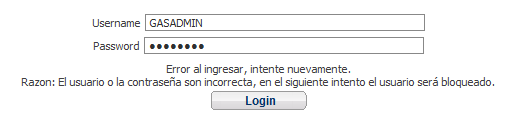 Username GASADMIN
Password ••••••••
Error al ingresar, intente nuevamente.
Razon: El usuario o la contraseña son incorrecta, en el siguiente intento el usuario será bloqueado.
Login